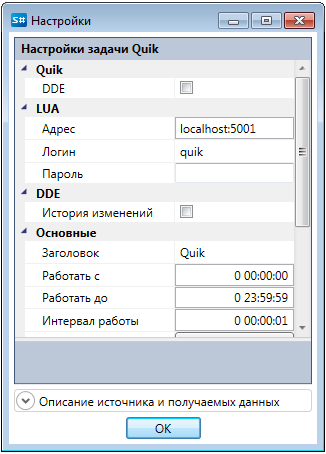 S# Настройки
Настройки задачи Quik
Quik
DDE
LUA
Адрес localhost:5001
Логин quik
Пароль
DDE
История изменений
Основные
Заголовок Quik
Работать с 0 00:00:00
Работать до 0 23:59:59
Интервал работы 0 00:00:01
Описание источника и получаемых данных
OK